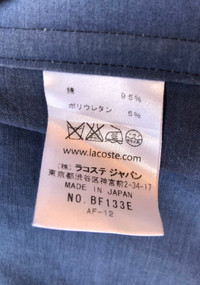 綿 95%
ポリウレタン 5%
www.lacoste.com
(株)ラコステ ジャパン
東京都渋谷区神宮前2-34-17
MADE IN JAPAN
NO. BF133E
AF-12